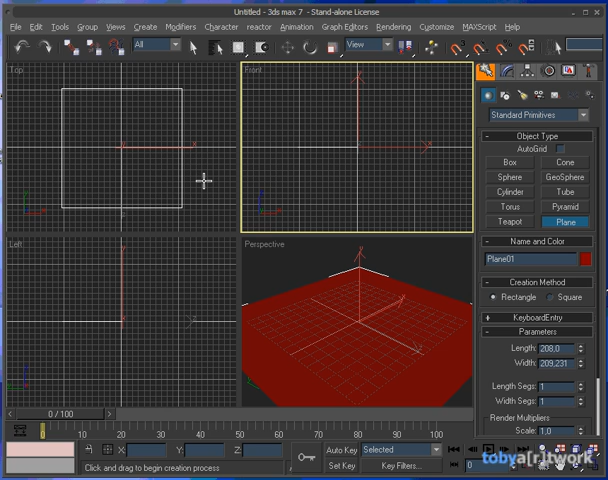 Untitled - 3ds max 7 - Stand-alone License
File Edit Tools Group Views Create Modifiers Character reactor Animation Graph Editors Rendering Customize MAXScript Help
All View
Top
Front
Left
Perspective
Standard Primitives
Object Type
AutoGrid
Box Cone
Sphere GeoSphere
Cylinder Tube
Torus Pyramid
Teapot Plane
Name and Color
Plane01
Creation Method
Rectangle Square
KeyboardEntry
Parameters
Length: 208,0
Width: 209,231
Length Segs: 1
Width Segs: 1
Render Multipliers
Scale: 1,0
0 / 100
0 10 20 30 40 50 60 70 80 90 100
X: Y: Z:
Auto Key Selected
Set Key Key Filters...
Click and drag to begin creation process
0
tobya[r]twork